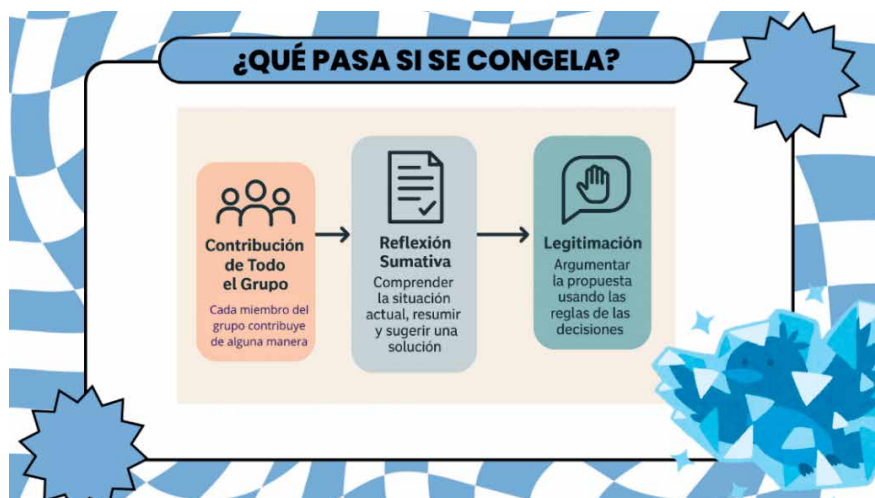 ¿QUÉ PASA SI SE CONGELA?
Contribución
de Todo
el Grupo
Cada miembro del
grupo contribuye
de alguna manera
Reflexión
Sumativa
Comprender
la situación
actual, resumir
y sugerir una
solución
Legitimación
Argumentar
la propuesta
usando las
reglas de las
decisiones